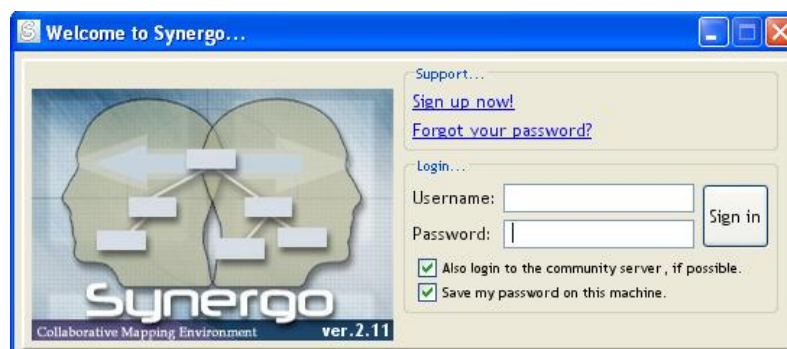 Welcome to Synergo...
Support...
Sign up now!
Forgot your password?
Login...
Username:
Password:
Sign in
Also login to the community server, if possible.
Save my password on this machine.
Synergo
Collaborative Mapping Environment ver.2.11